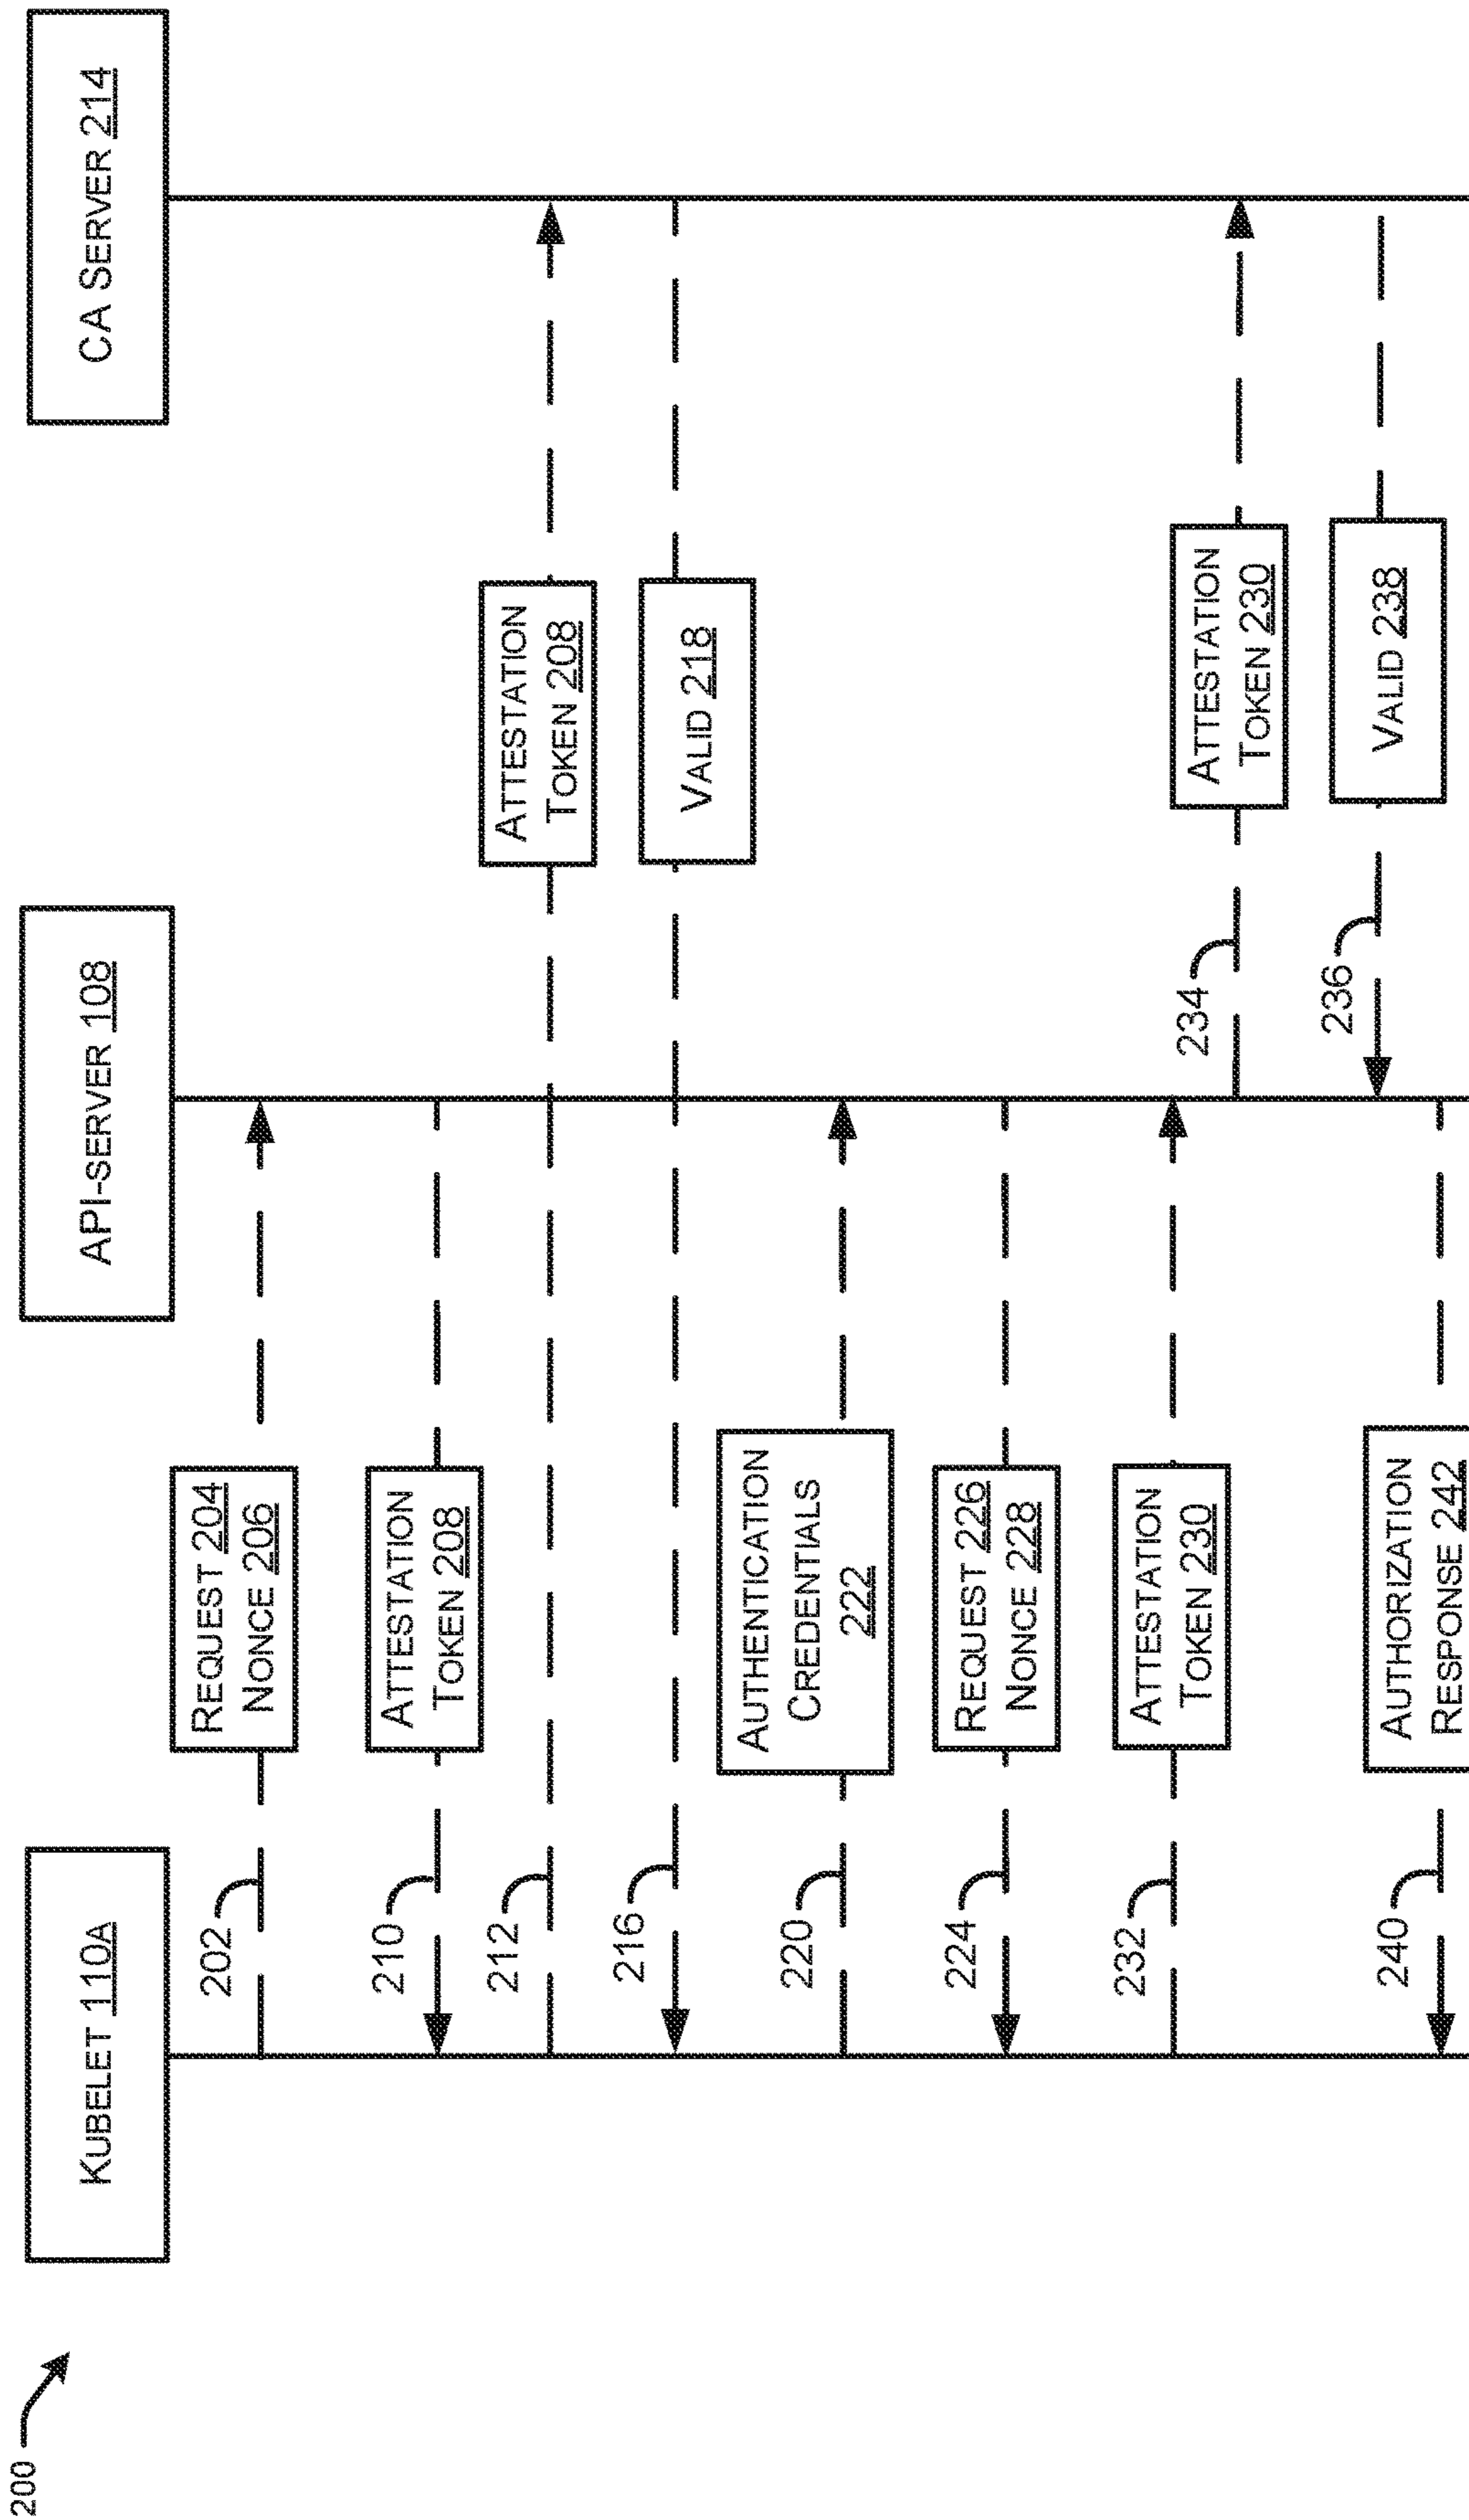 200
KUBELET 110A
API-SERVER 108
CA SERVER 214
202
REQUEST 204
NONCE 206
210
ATTESTATION
TOKEN 208
212
ATTESTATION
TOKEN 208
216
VALID 218
220
AUTHENTICATION
CREDENTIALS
222
224
REQUEST 226
NONCE 228
232
ATTESTATION
TOKEN 230
234
ATTESTATION
TOKEN 230
236
VALID 238
240
AUTHORIZATION
RESPONSE 242